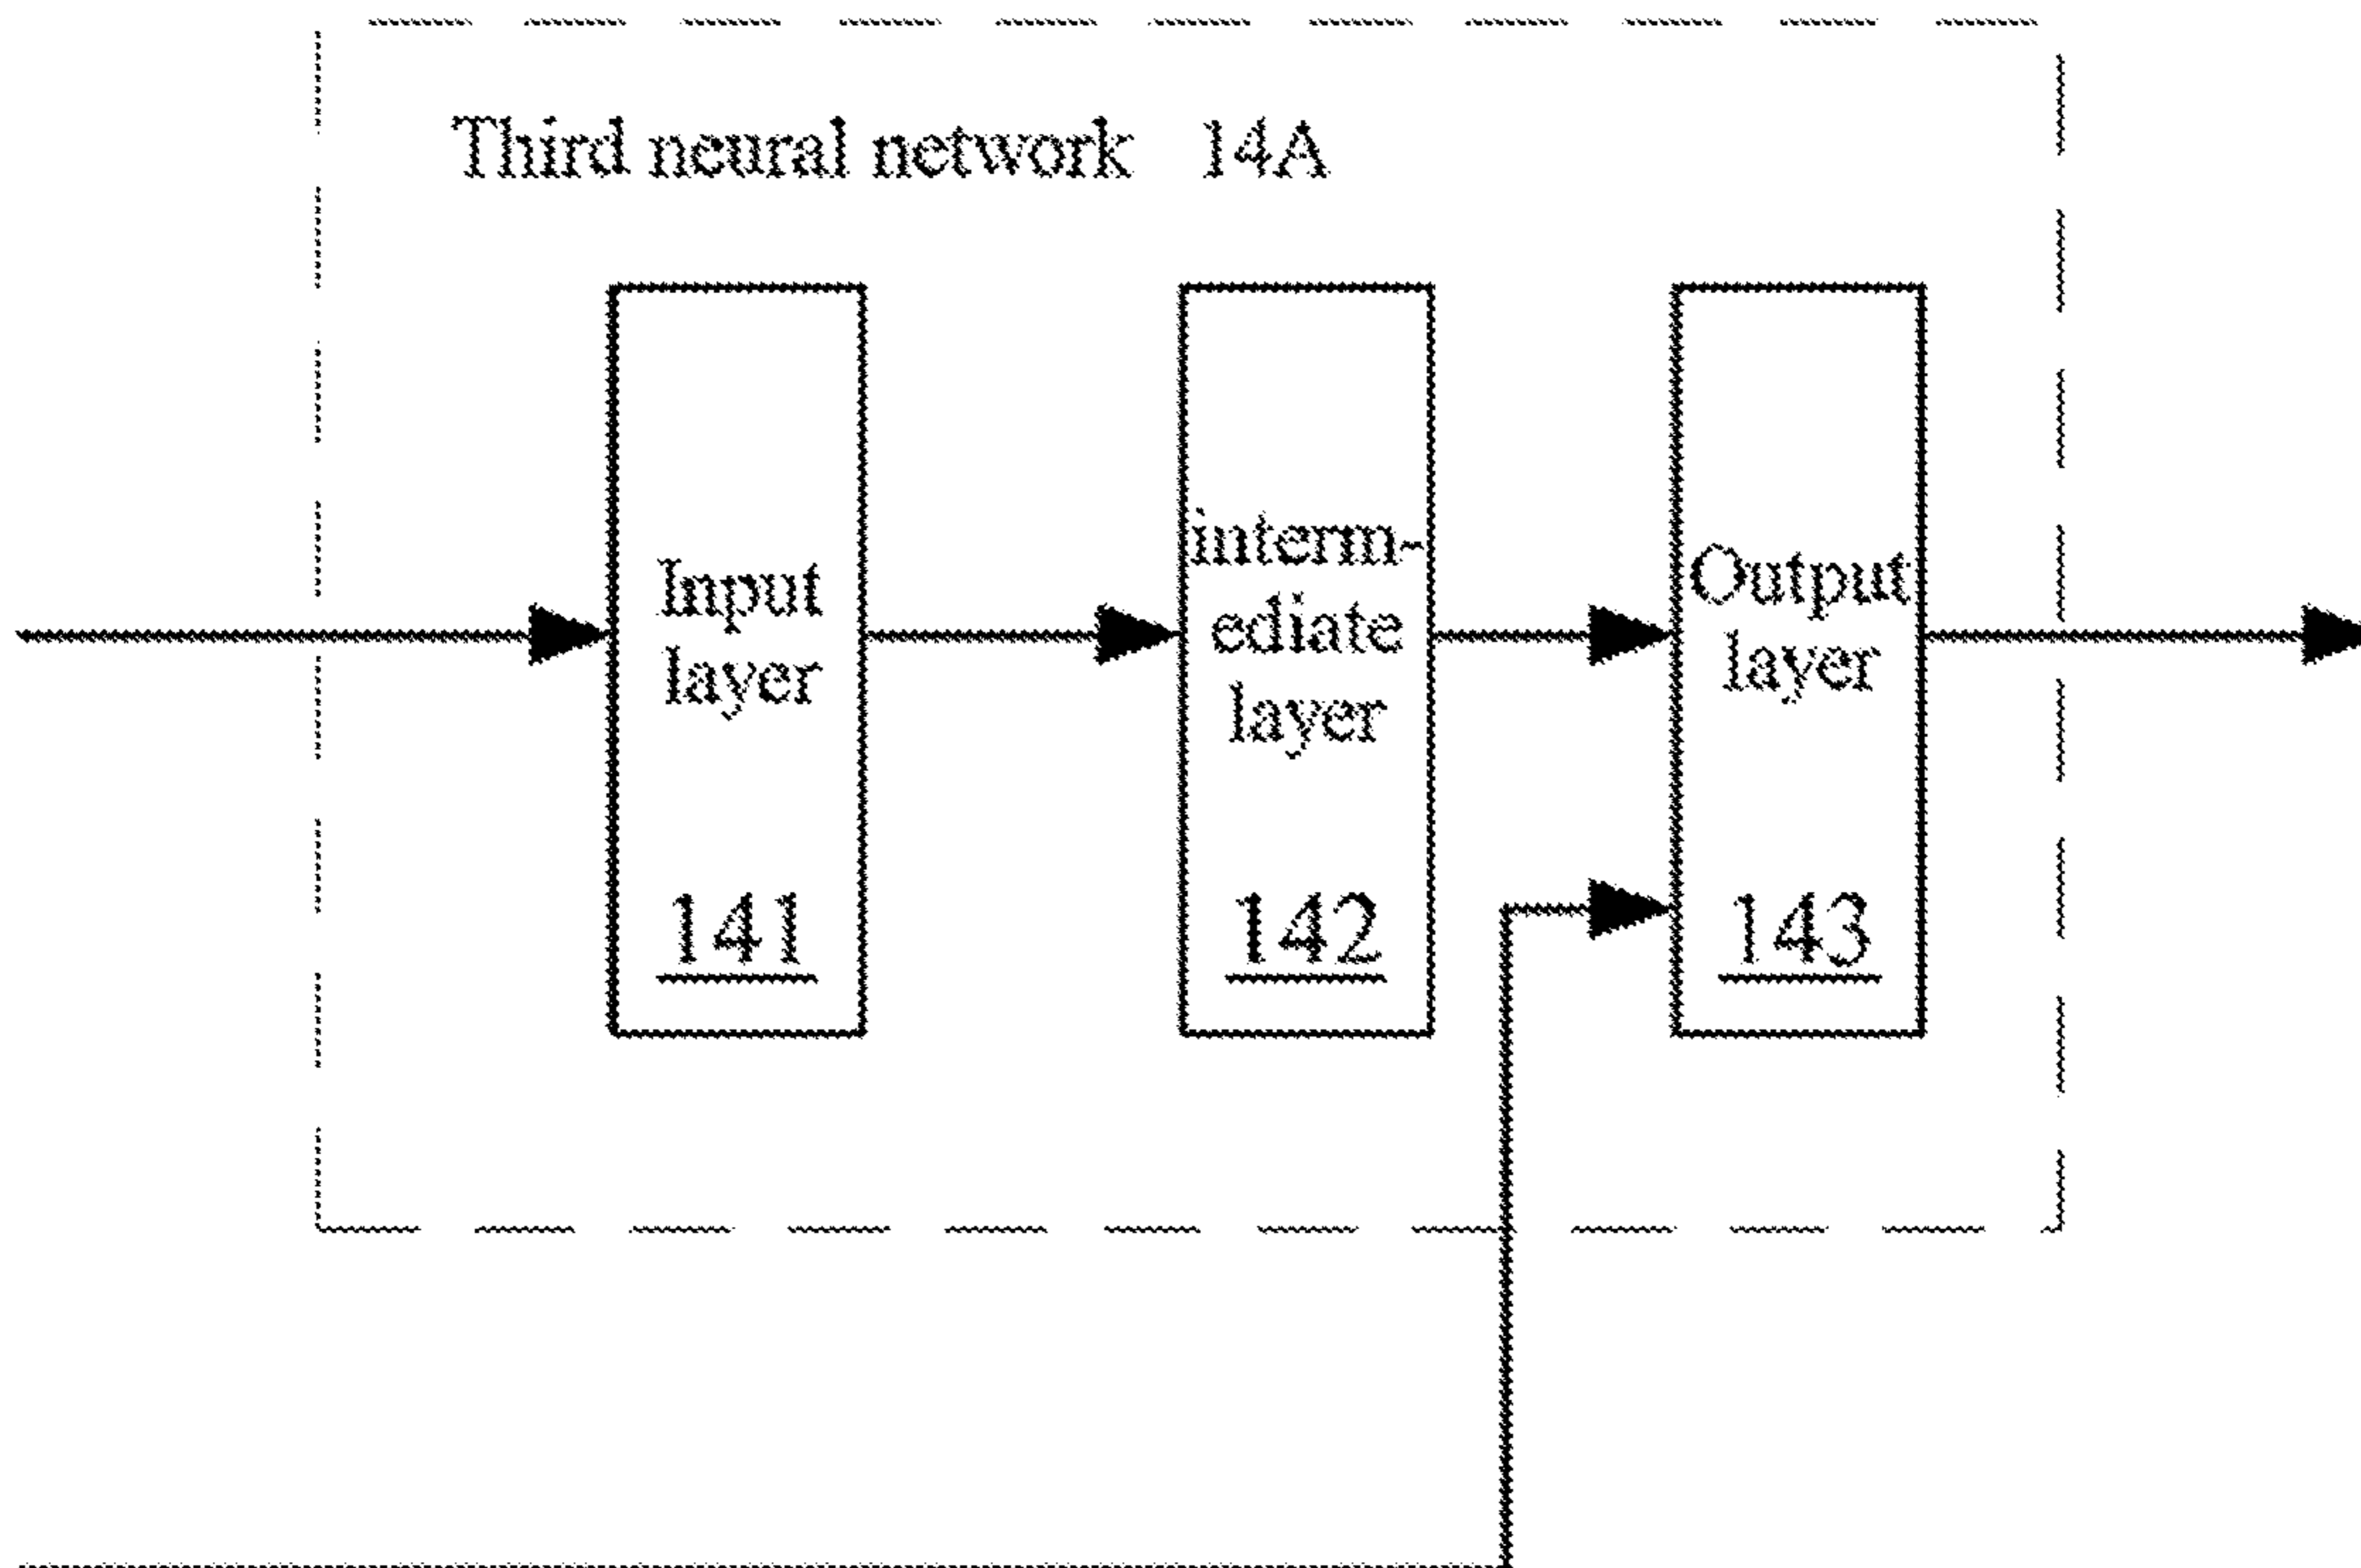 Third neural network 14A
Input
layer
141
interm-
ediate
layer
142
Output
layer
143